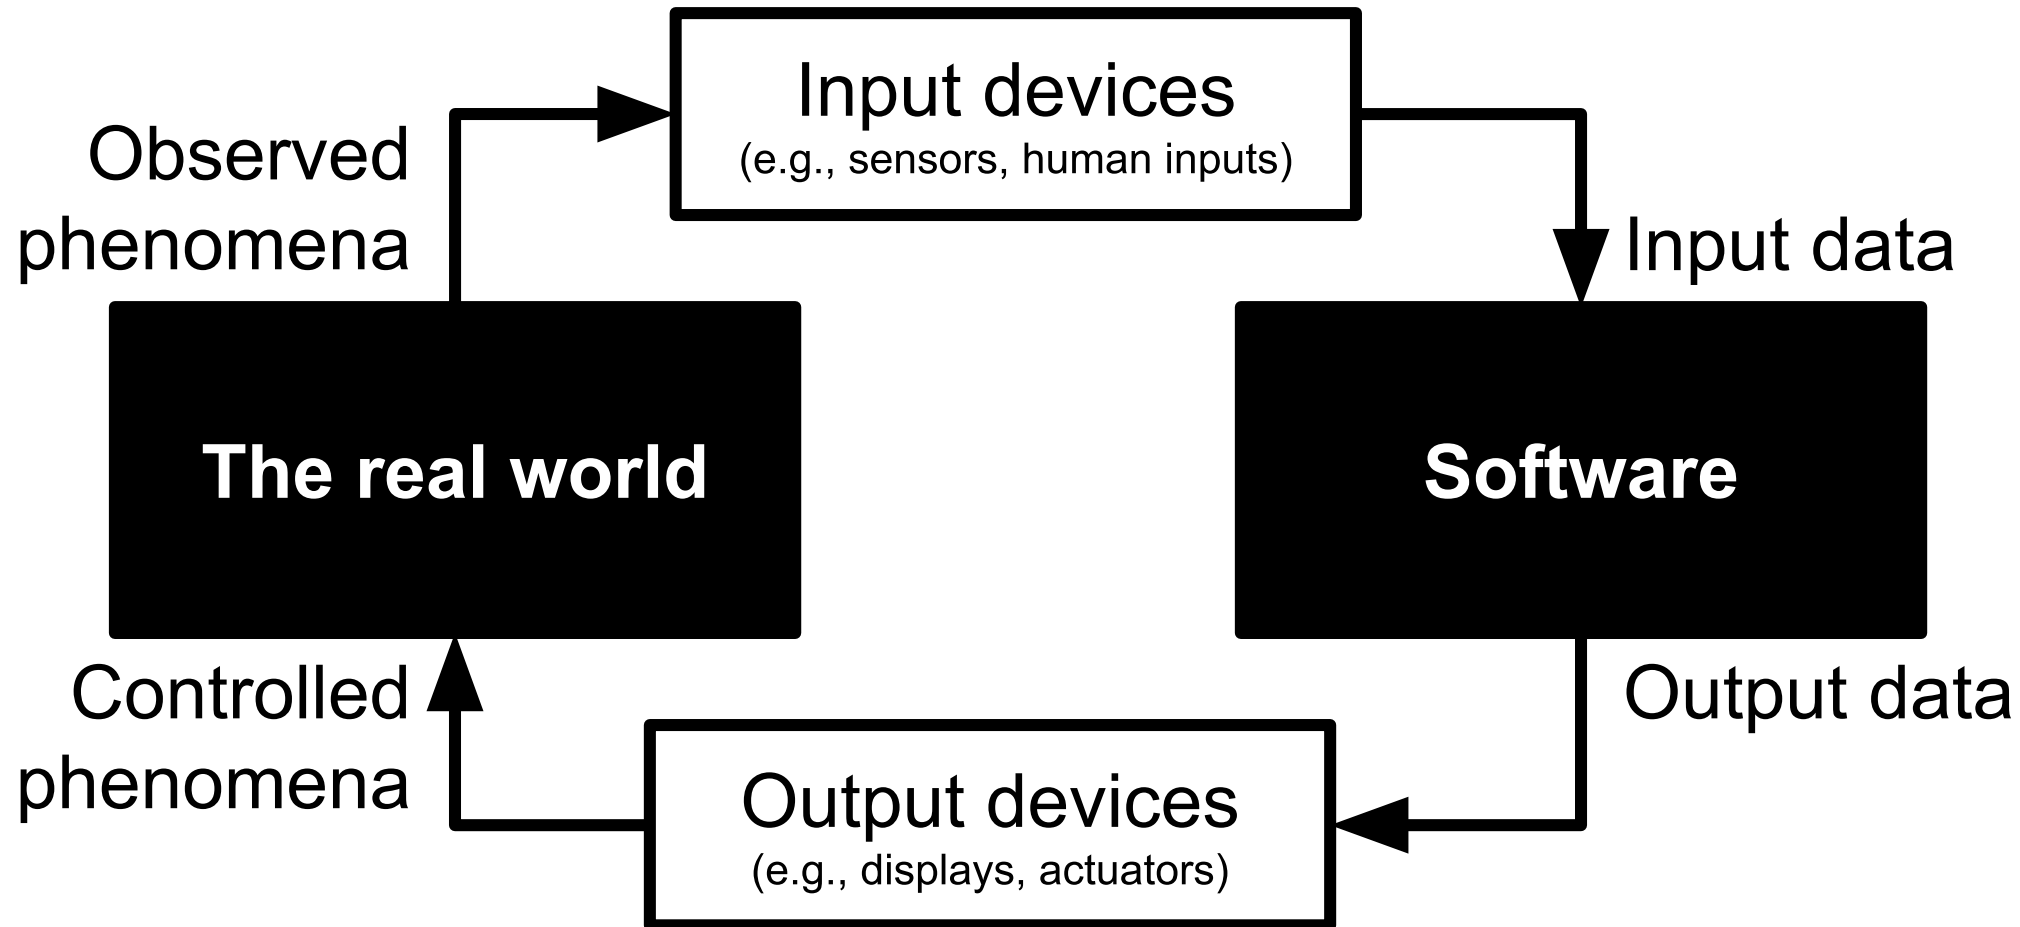 Input devices
(e.g., sensors, human inputs)
Observed
phenomena
Input data
The real world
Software
Controlled
phenomena
Output data
Output devices
(e.g., displays, actuators)